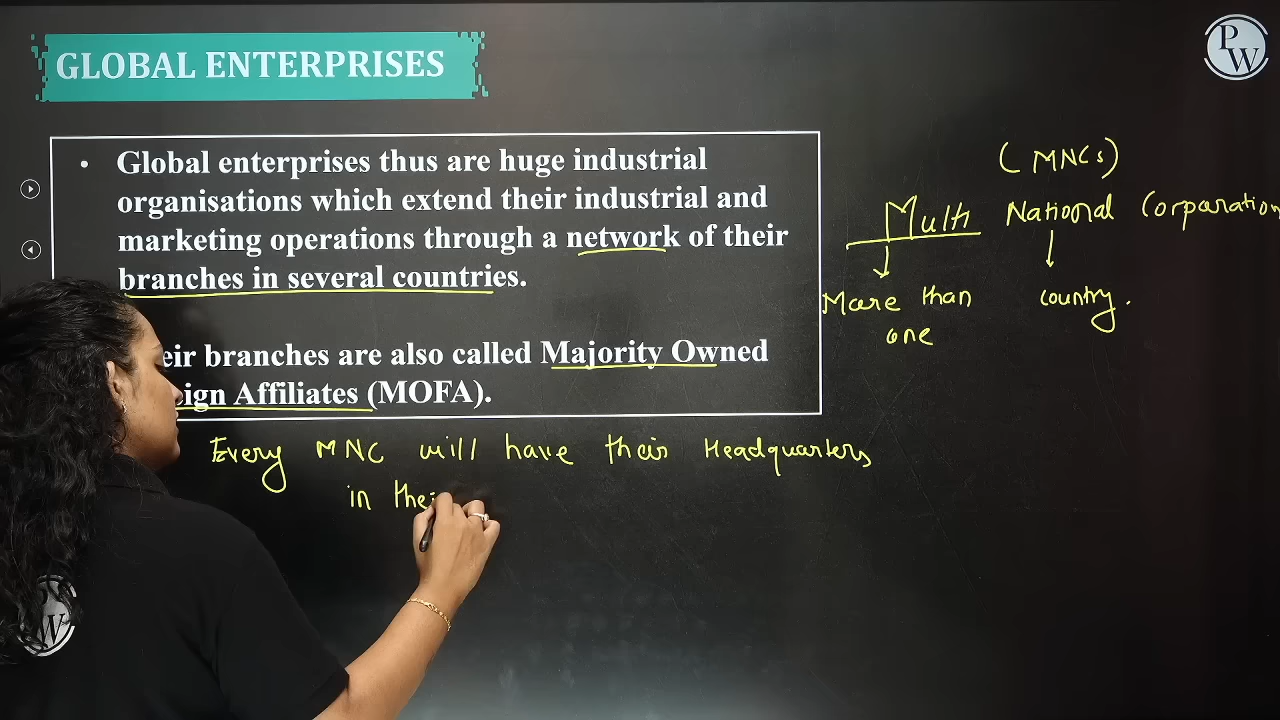 GLOBAL ENTERPRISES
PW
• Global enterprises thus are huge industrial
organisations which extend their industrial and
marketing operations through a network of their
branches in several countries.
eir branches are also called Majority Owned
ign Affiliates (MOFA).
(MNCs)
Multi National Corporation
More than
one
country.
Every MNC will have their Headquarters
in thei
PW